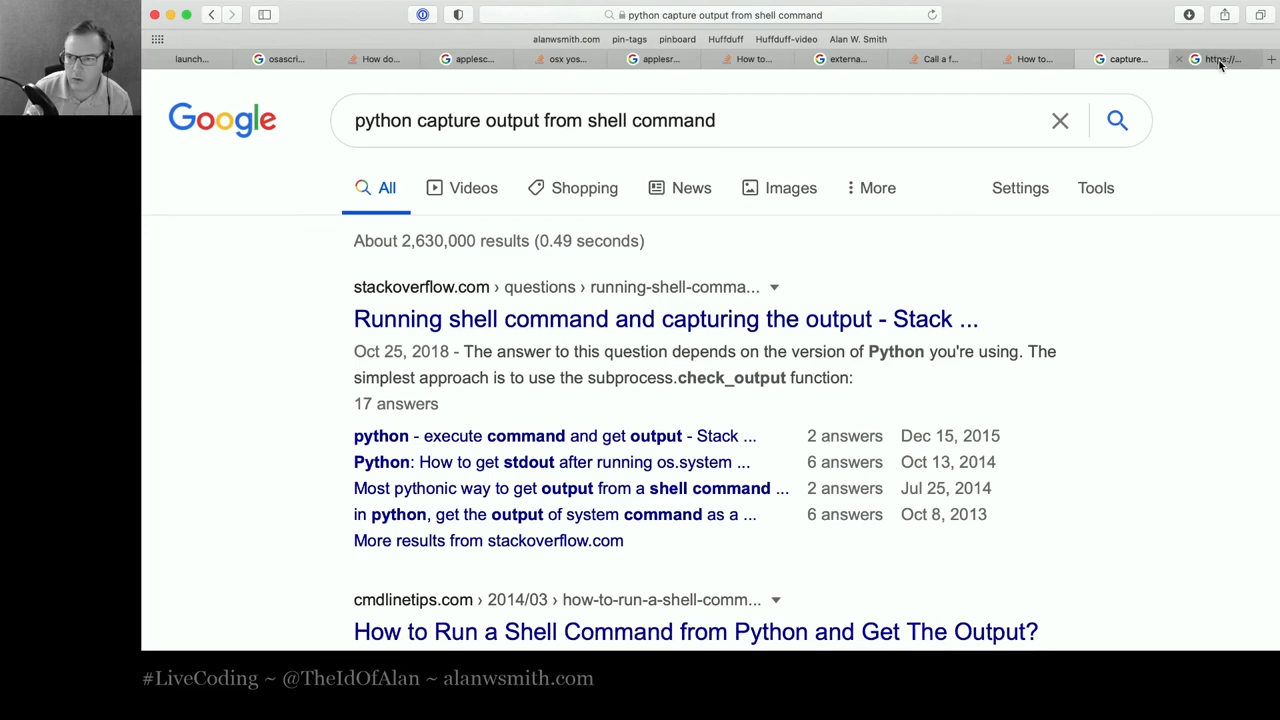 python capture output from shell command
alanwsmith.com pin-tags pinboard Huffduff Huffduff-video Alan W. Smith
launch... osascri... How do... applesc... osx yos... applesr... How to... externa... Call a f... How to... capture... https://...
Google
python capture output from shell command
All Videos Shopping News Images More Settings Tools
About 2,630,000 results (0.49 seconds)
stackoverflow.com › questions › running-shell-comma...
Running shell command and capturing the output - Stack ...
Oct 25, 2018 - The answer to this question depends on the version of Python you're using. The
simplest approach is to use the subprocess.check_output function:
17 answers
python - execute command and get output - Stack ... 2 answers Dec 15, 2015
Python: How to get stdout after running os.system ... 6 answers Oct 13, 2014
Most pythonic way to get output from a shell command ... 2 answers Jul 25, 2014
in python, get the output of system command as a ... 6 answers Oct 8, 2013
More results from stackoverflow.com
cmdlinetips.com › 2014/03 › how-to-run-a-shell-comm...
How to Run a Shell Command from Python and Get The Output?
#LiveCoding ~ @TheIdOfAlan ~ alanwsmith.com